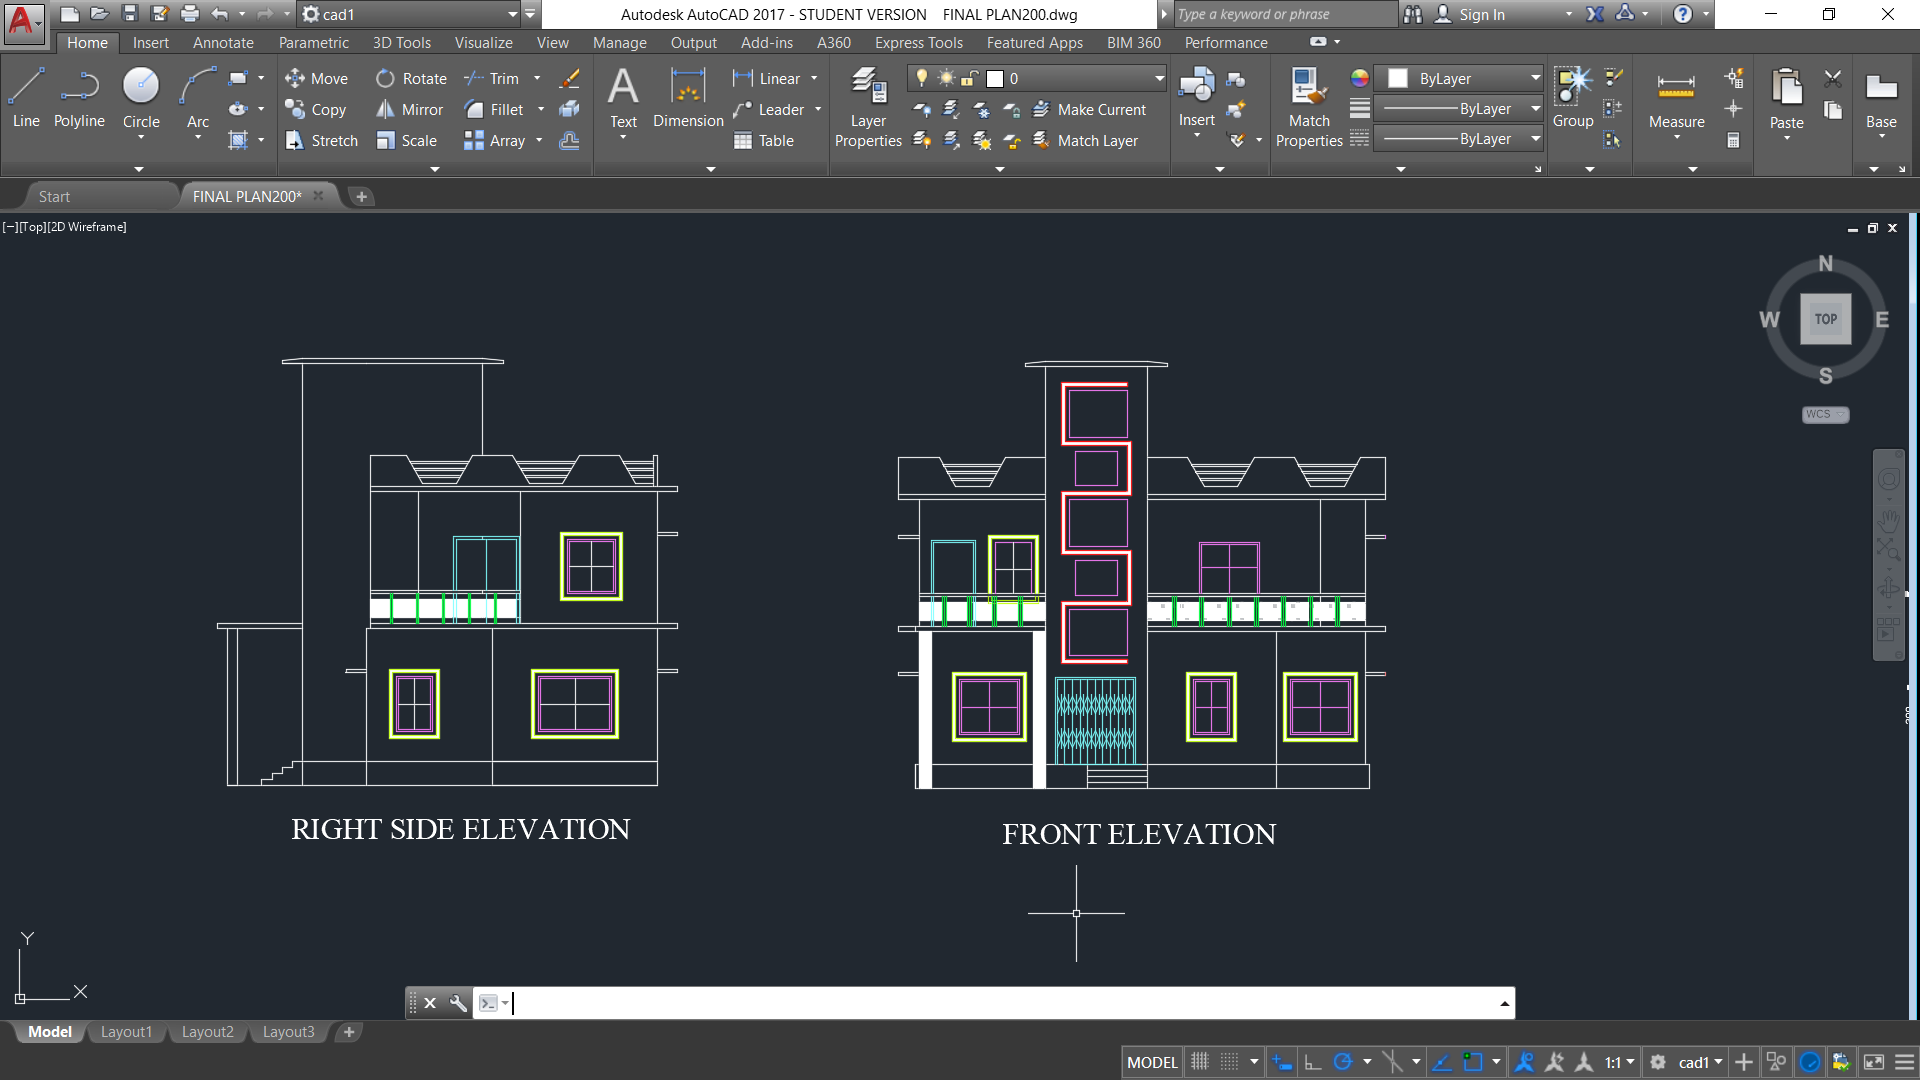 cad1
Autodesk AutoCAD 2017 - STUDENT VERSION FINAL PLAN200.dwg
Type a keyword or phrase
Sign In
Home Insert Annotate Parametric 3D Tools Visualize View Manage Output Add-ins A360 Express Tools Featured Apps BIM 360 Performance
Line Polyline Circle Arc
Move Rotate Trim
Copy Mirror Fillet
Stretch Scale Array
Text Dimension
Linear
Leader
Table
Layer
Properties
0
Make Current
Match Layer
Insert
Match
Properties
ByLayer
ByLayer
ByLayer
Group
Measure
Paste
Base
Start FINAL PLAN200*
[−][Top][2D Wireframe]
N
W TOP E
S
WCS
RIGHT SIDE ELEVATION
FRONT ELEVATION
Y
X
Model Layout1 Layout2 Layout3
MODEL 1:1 cad1